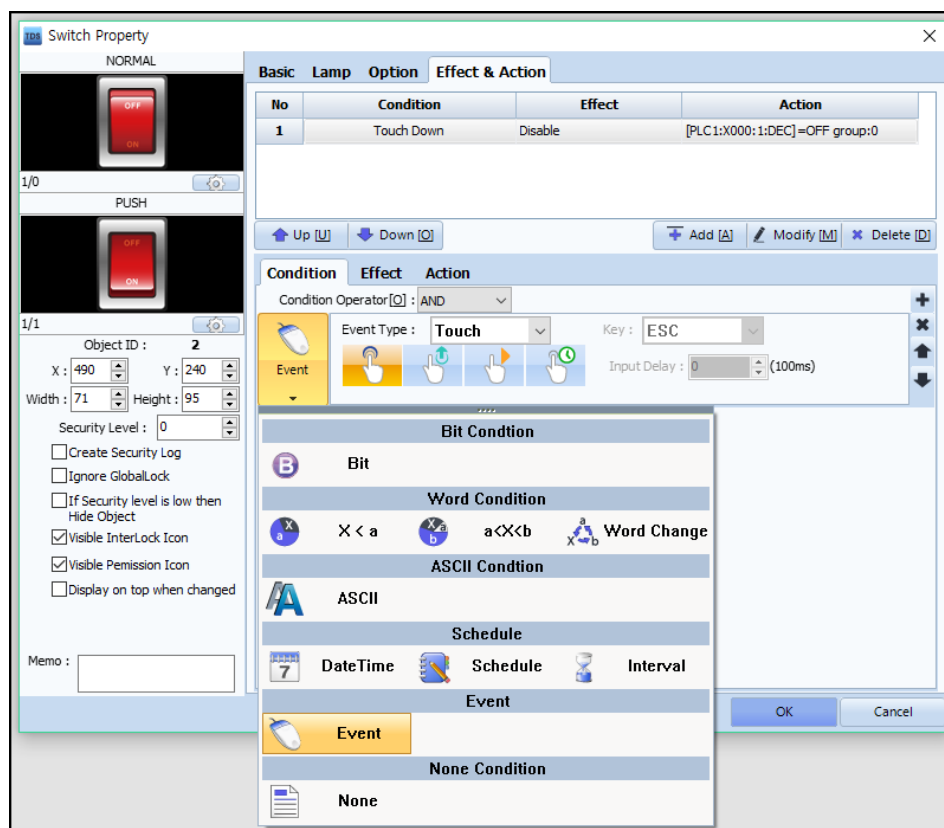 TDS Switch Property
NORMAL
OFF
ON
1/0
PUSH
OFF
ON
1/1
Object ID : 2
X : 490 Y : 240
Width : 71 Height : 95
Security Level : 0
Create Security Log
Ignore GlobalLock
If Security level is low then
Hide Object
Visible InterLock Icon
Visible Pemission Icon
Display on top when changed
Memo :
Basic Lamp Option Effect & Action
No Condition Effect Action
1 Touch Down Disable [PLC1:X000:1:DEC]=OFF group:0
Up [U] Down [O] Add [A] Modify [M] Delete [D]
Condition Effect Action
Condition Operator[O] : AND
Event
Event Type : Touch Key : ESC
Input Delay : 0 (100ms)
Bit Condtion
B Bit
Word Condition
X a X < a X a b a<X<b a X b Word Change
ASCII Condtion
A ASCII
Schedule
7 DateTime Schedule Interval
Event
Event
None Condition
None
OK Cancel